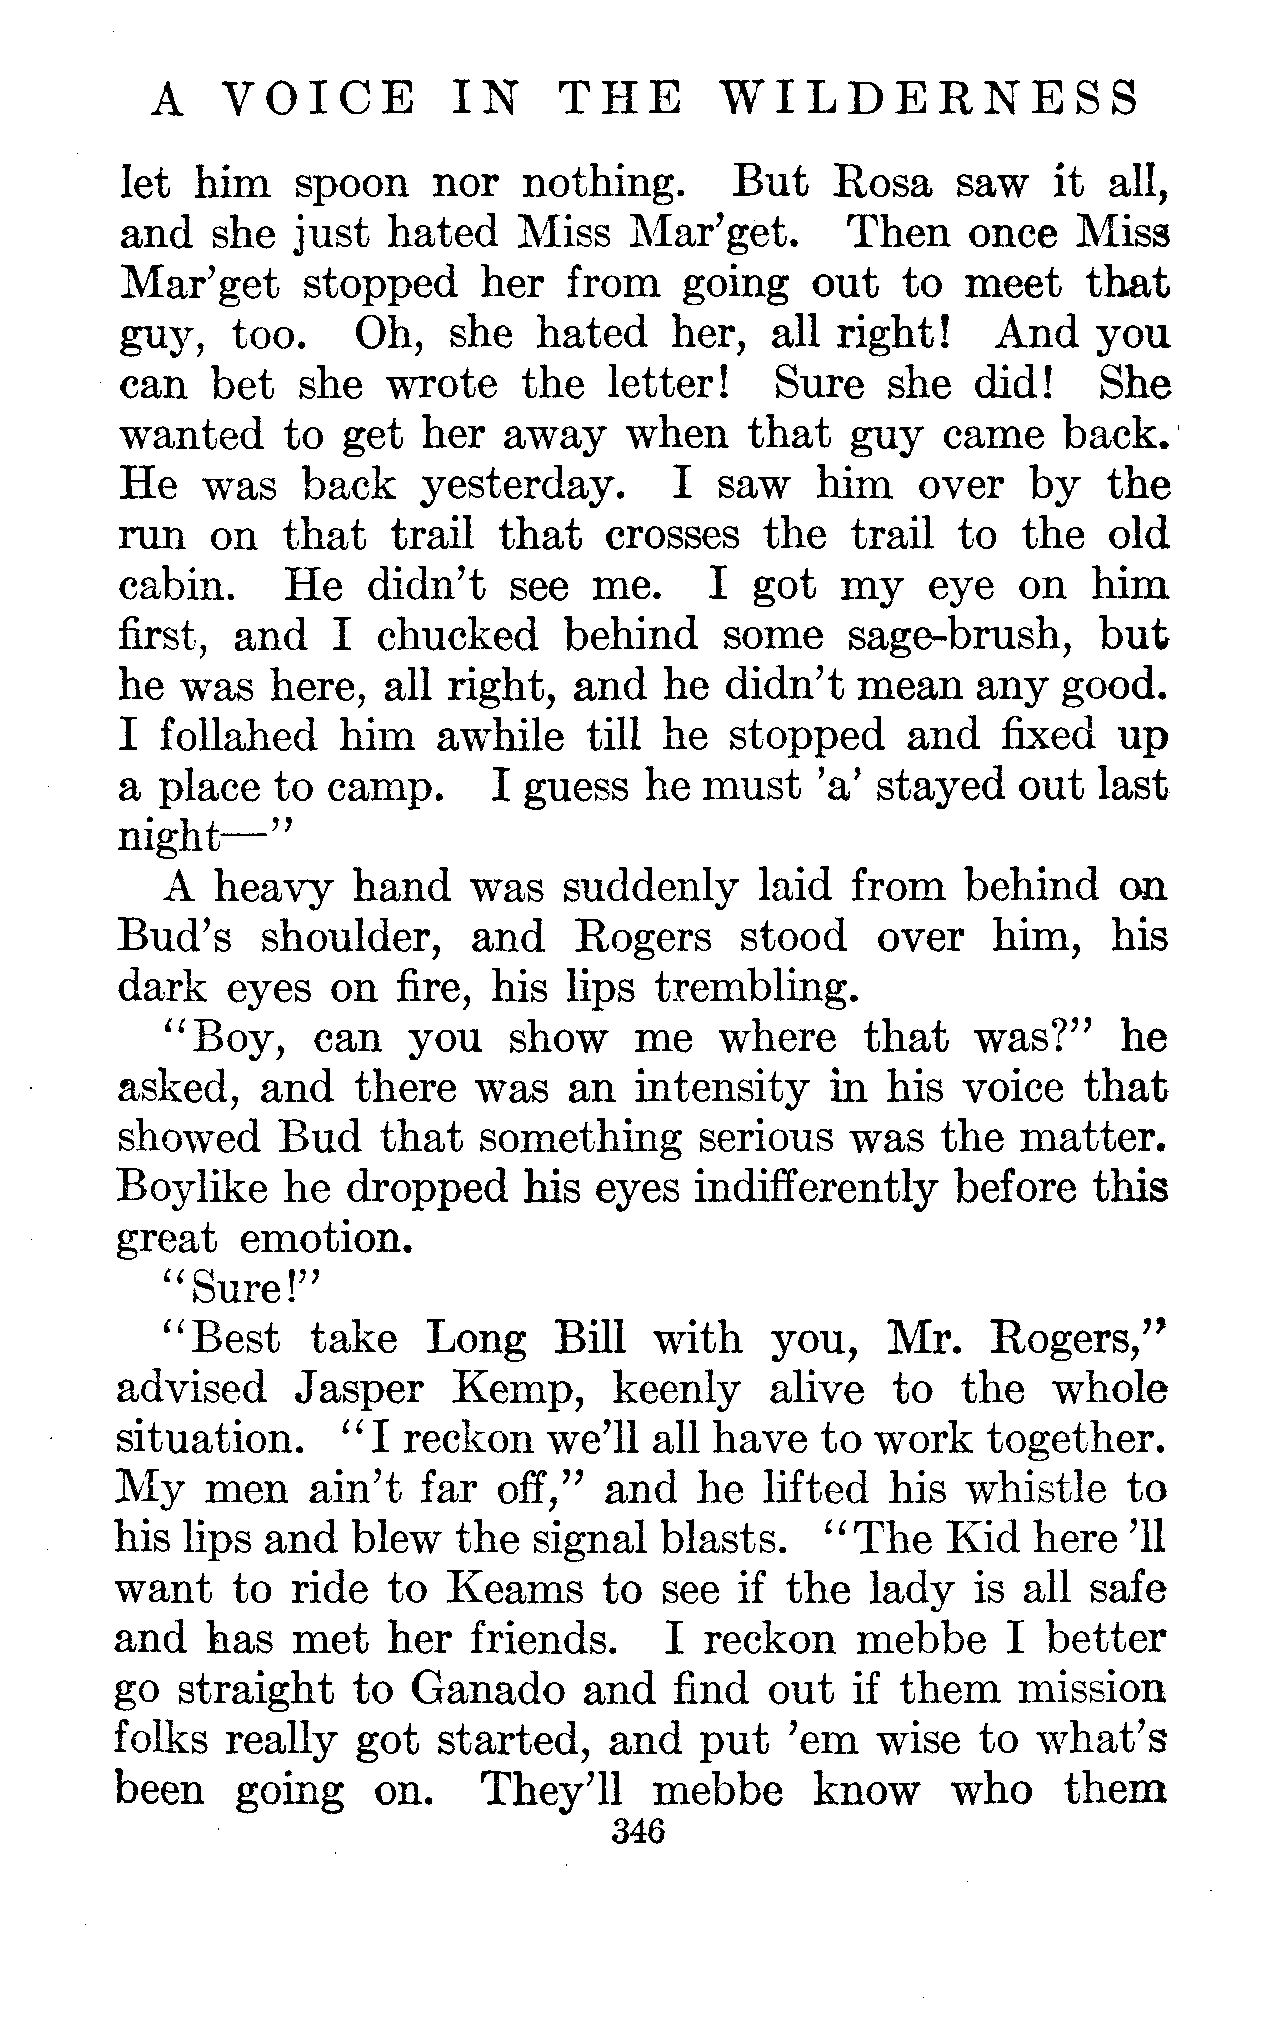 A VOICE IN THE WILDERNESS
let him spoon nor nothing. But Rosa saw it all,
and she just hated Miss Mar'get. Then once Miss
Mar'get stopped her from going out to meet that
guy, too. Oh, she hated her, all right! And you
can bet she wrote the letter! Sure she did! She
wanted to get her away when that guy came back.
He was back yesterday. I saw him over by the
run on that trail that crosses the trail to the old
cabin. He didn't see me. I got my eye on him
first, and I chucked behind some sage-brush, but
he was here, all right, and he didn't mean any good.
I follahed him awhile till he stopped and fixed up
a place to camp. I guess he must 'a' stayed out last
night—"
A heavy hand was suddenly laid from behind on
Bud's shoulder, and Rogers stood over him, his
dark eyes on fire, his lips trembling.
"Boy, can you show me where that was?" he
asked, and there was an intensity in his voice that
showed Bud that something serious was the matter.
Boylike he dropped his eyes indifferently before this
great emotion.
"Sure!"
"Best take Long Bill with you, Mr. Rogers,"
advised Jasper Kemp, keenly alive to the whole
situation. "I reckon we'll all have to work together.
My men ain't far off," and he lifted his whistle to
his lips and blew the signal blasts. "The Kid here 'll
want to ride to Keams to see if the lady is all safe
and has met her friends. I reckon mebbe I better
go straight to Ganado and find out if them mission
folks really got started, and put 'em wise to what's
been going on. They'll mebbe know who them
346